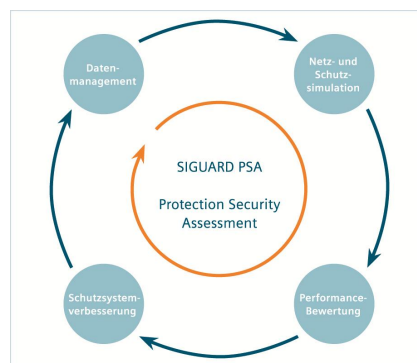 Daten-
management
Netz- und
Schutz-
simulation
SIGUARD PSA
Protection Security
Assessment
Schutzsystem-
verbesserung
Performance-
Bewertung